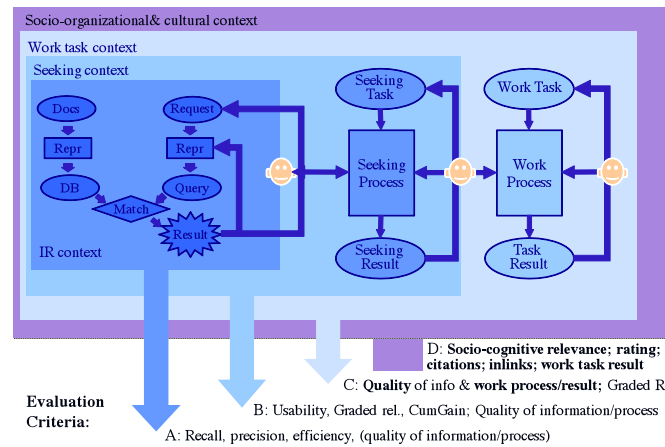 Socio-organizational& cultural context
Work task context
Seeking context
Docs
Request
Repr
Repr
DB
Query
Match
Result
IR context
Seeking
Task
Seeking
Process
Seeking
Result
Work Task
Work
Process
Task
Result
D: Socio-cognitive relevance; rating;
citations; inlinks; work task result
C: Quality of info & work process/result; Graded R
Evaluation
Criteria:
B: Usability, Graded rel., CumGain; Quality of information/process
A: Recall, precision, efficiency, (quality of information/process)